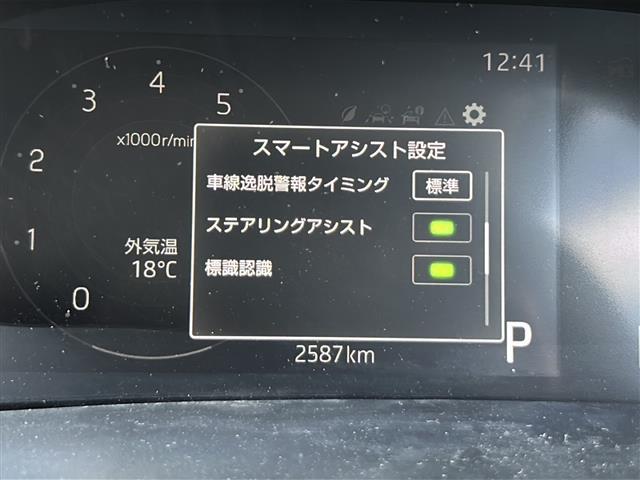 12:41
4
3
5
x1000r/min
2
スマートアシスト設定
車線逸脱警報タイミング 標準
ステアリングアシスト
1
外気温
18℃
標識認識
0
2587km
P